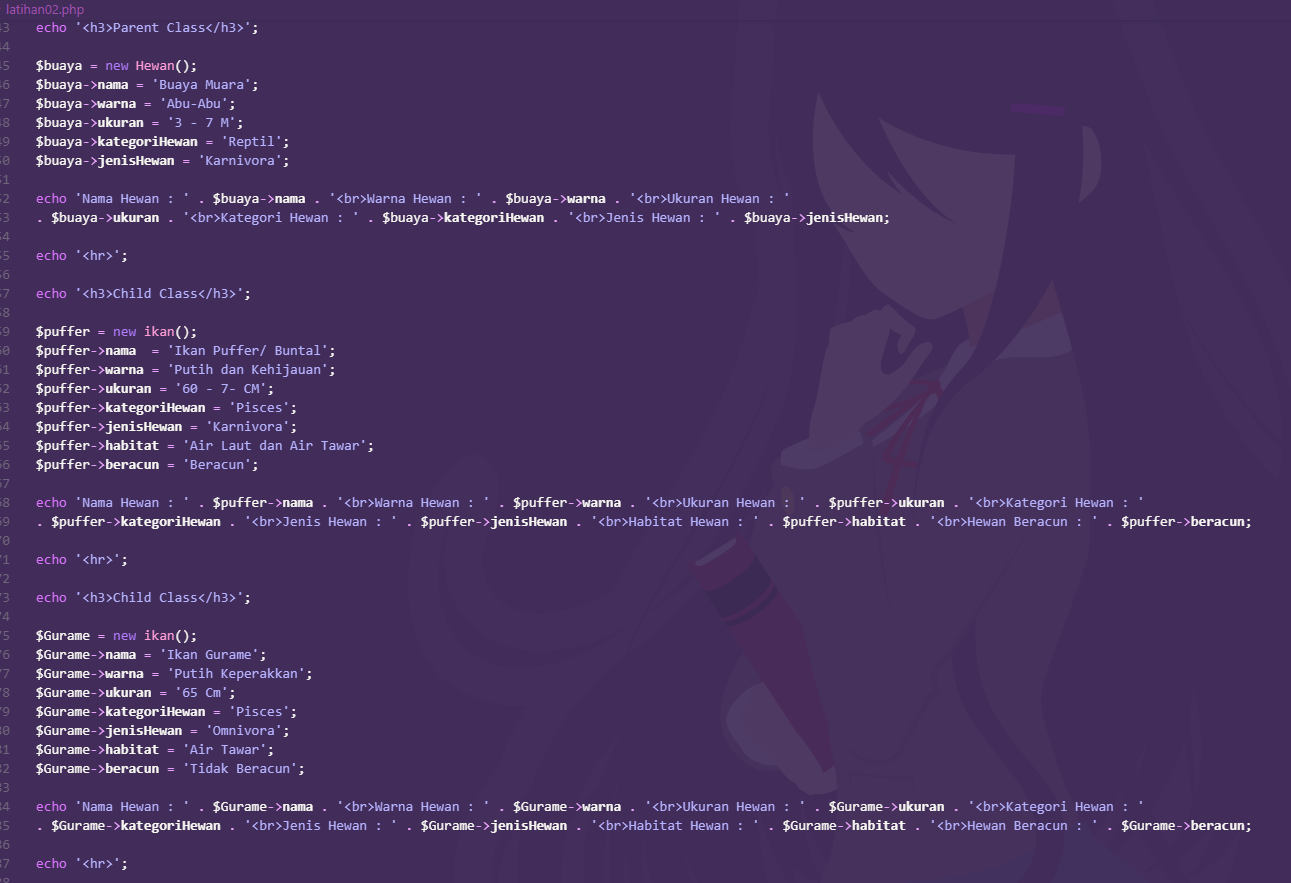 latihan02.php
43 echo '<h3>Parent Class</h3>';
44
45 $buaya = new Hewan();
46 $buaya->nama = 'Buaya Muara';
47 $buaya->warna = 'Abu-Abu';
48 $buaya->ukuran = '3 - 7 M';
49 $buaya->kategoriHewan = 'Reptil';
50 $buaya->jenisHewan = 'Karnivora';
51
52 echo 'Nama Hewan : ' . $buaya->nama . '<br>Warna Hewan : ' . $buaya->warna . '<br>Ukuran Hewan : '
53 . $buaya->ukuran . '<br>Kategori Hewan : ' . $buaya->kategoriHewan . '<br>Jenis Hewan : ' . $buaya->jenisHewan;
54
55 echo '<hr>';
56
57 echo '<h3>Child Class</h3>';
58
59 $puffer = new ikan();
60 $puffer->nama  = 'Ikan Puffer/ Buntal';
61 $puffer->warna = 'Putih dan Kehijauan';
62 $puffer->ukuran = '60 - 7- CM';
63 $puffer->kategoriHewan = 'Pisces';
64 $puffer->jenisHewan = 'Karnivora';
65 $puffer->habitat = 'Air Laut dan Air Tawar';
66 $puffer->beracun = 'Beracun';
67
68 echo 'Nama Hewan : ' . $puffer->nama . '<br>Warna Hewan : ' . $puffer->warna . '<br>Ukuran Hewan : ' . $puffer->ukuran . '<br>Kategori Hewan : '
69 . $puffer->kategoriHewan . '<br>Jenis Hewan : ' . $puffer->jenisHewan . '<br>Habitat Hewan : ' . $puffer->habitat . '<br>Hewan Beracun : ' . $puffer->beracun;
70
71 echo '<hr>';
72
73 echo '<h3>Child Class</h3>';
74
75 $Gurame = new ikan();
76 $Gurame->nama = 'Ikan Gurame';
77 $Gurame->warna = 'Putih Keperakkan';
78 $Gurame->ukuran = '65 Cm';
79 $Gurame->kategoriHewan = 'Pisces';
80 $Gurame->jenisHewan = 'Omnivora';
81 $Gurame->habitat = 'Air Tawar';
82 $Gurame->beracun = 'Tidak Beracun';
83
84 echo 'Nama Hewan : ' . $Gurame->nama . '<br>Warna Hewan : ' . $Gurame->warna . '<br>Ukuran Hewan : ' . $Gurame->ukuran . '<br>Kategori Hewan : '
85 . $Gurame->kategoriHewan . '<br>Jenis Hewan : ' . $Gurame->jenisHewan . '<br>Habitat Hewan : ' . $Gurame->habitat . '<br>Hewan Beracun : ' . $Gurame->beracun;
86
87 echo '<hr>';
88